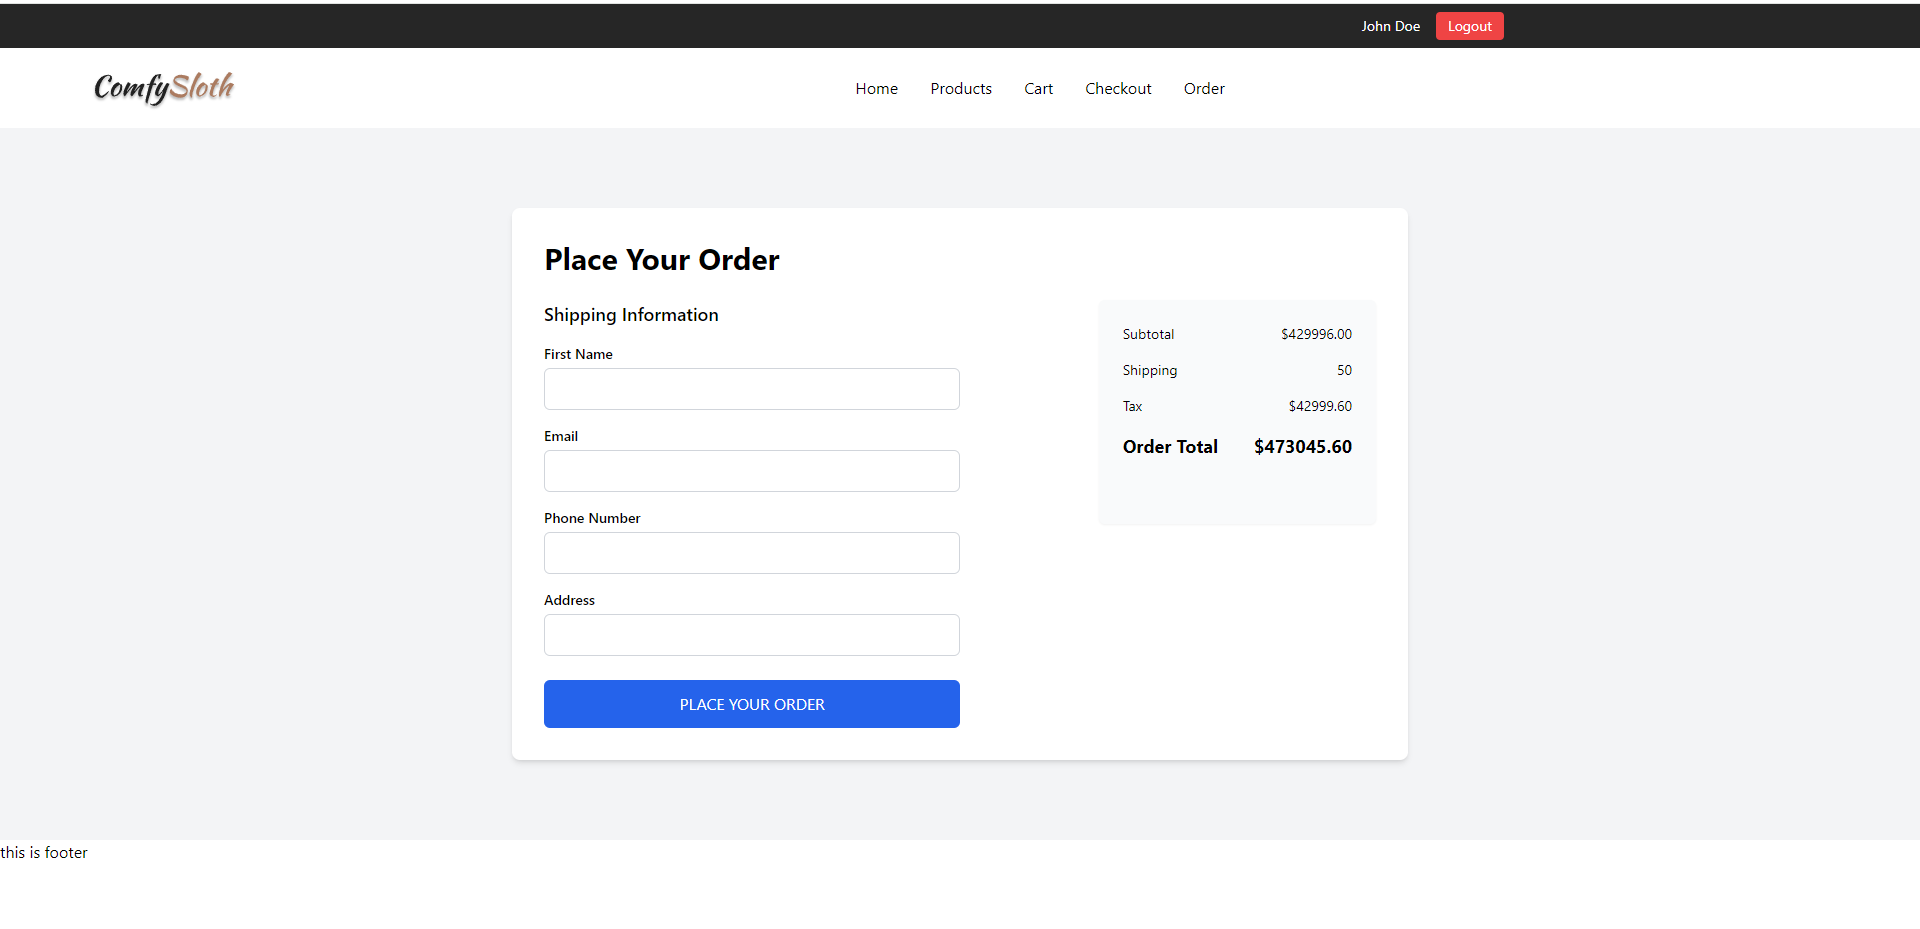 John Doe Logout
ComfySloth
Home Products Cart Checkout Order
Place Your Order
Shipping Information
First Name
Email
Phone Number
Address
PLACE YOUR ORDER
Subtotal $429996.00
Shipping 50
Tax $42999.60
Order Total $473045.60
this is footer